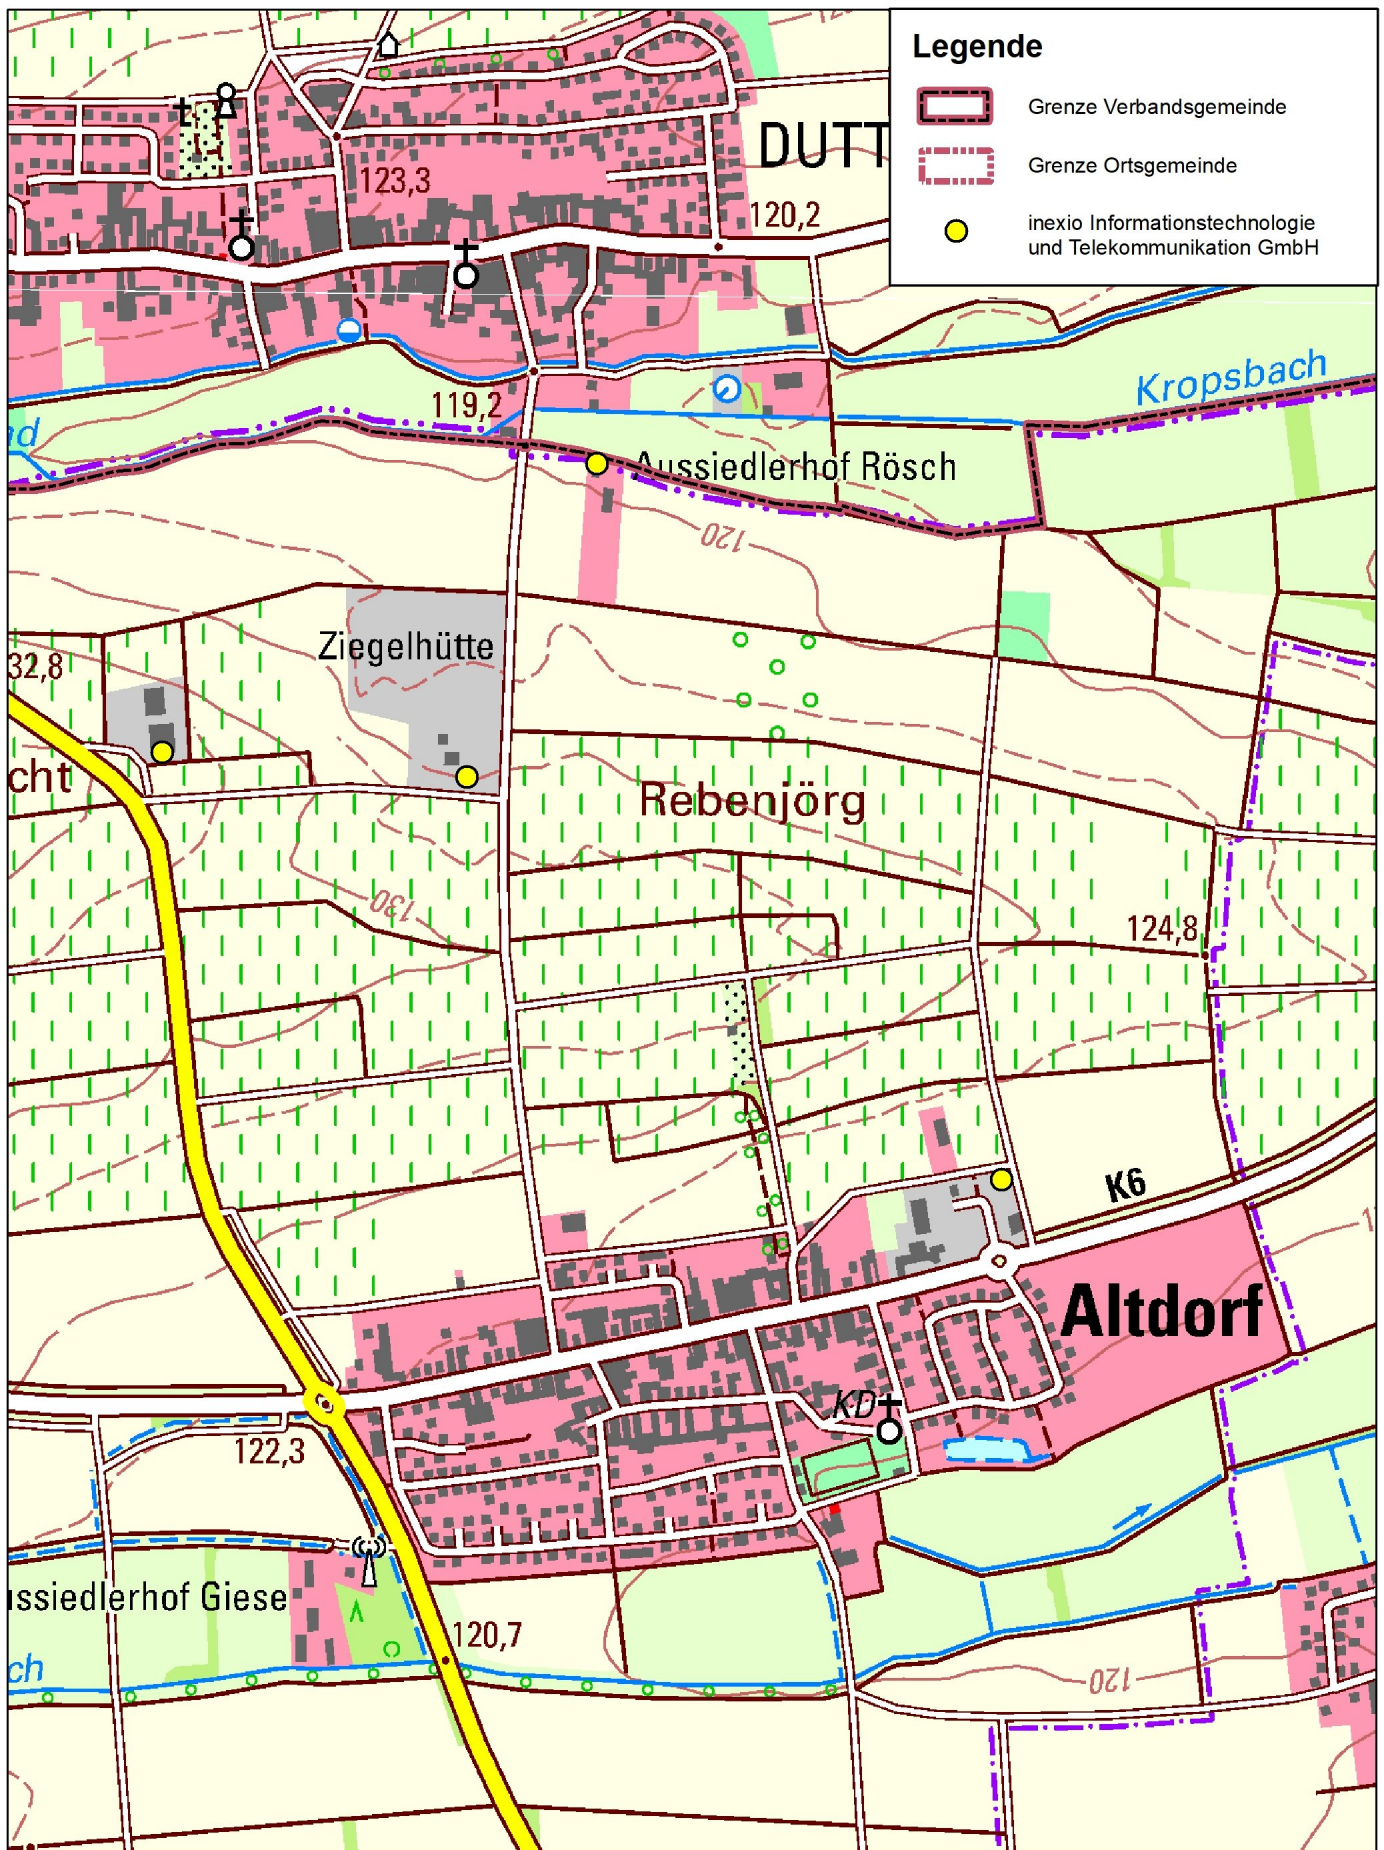 Legende
Grenze Verbandsgemeinde
Grenze Ortsgemeinde
inexio Informationstechnologie
und Telekommunikation GmbH
DUTT
123,3
120,2
Kropsbach
119,2
nd
Aussiedlerhof Rösch
120
Ziegelhütte
32,8
cht
Rebenjörg
130
124,8
K6
Altdorf
KD
122,3
ussiedlerhof Giese
120,7
ch
120